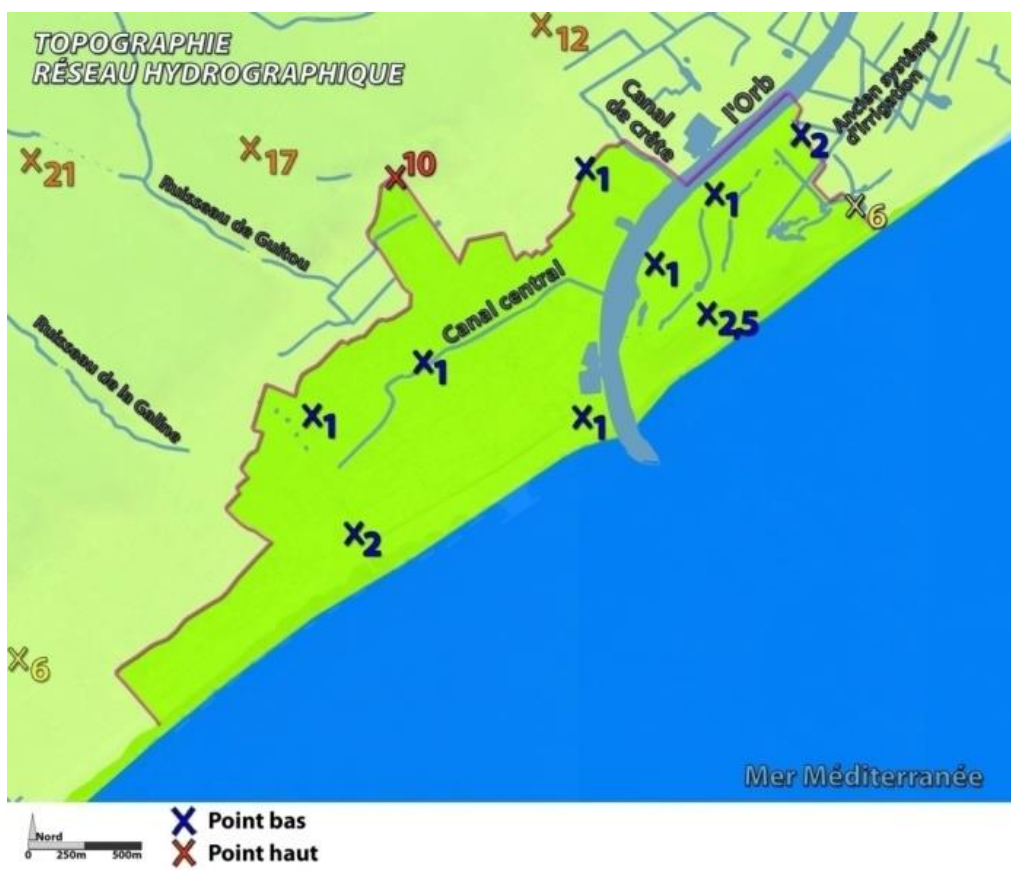 TOPOGRAPHIE
RÉSEAU HYDROGRAPHIQUE
12
l'Orb
Canal
de crête
Ancien système
d'irrigation
2
21
17
10
1
Ruisseau de Guitou
1
6
1
Canal central
2,5
Ruisseau de la Galine
1
1
1
2
6
Mer Méditerranée
Nord
0 250m 500m
Point bas
Point haut